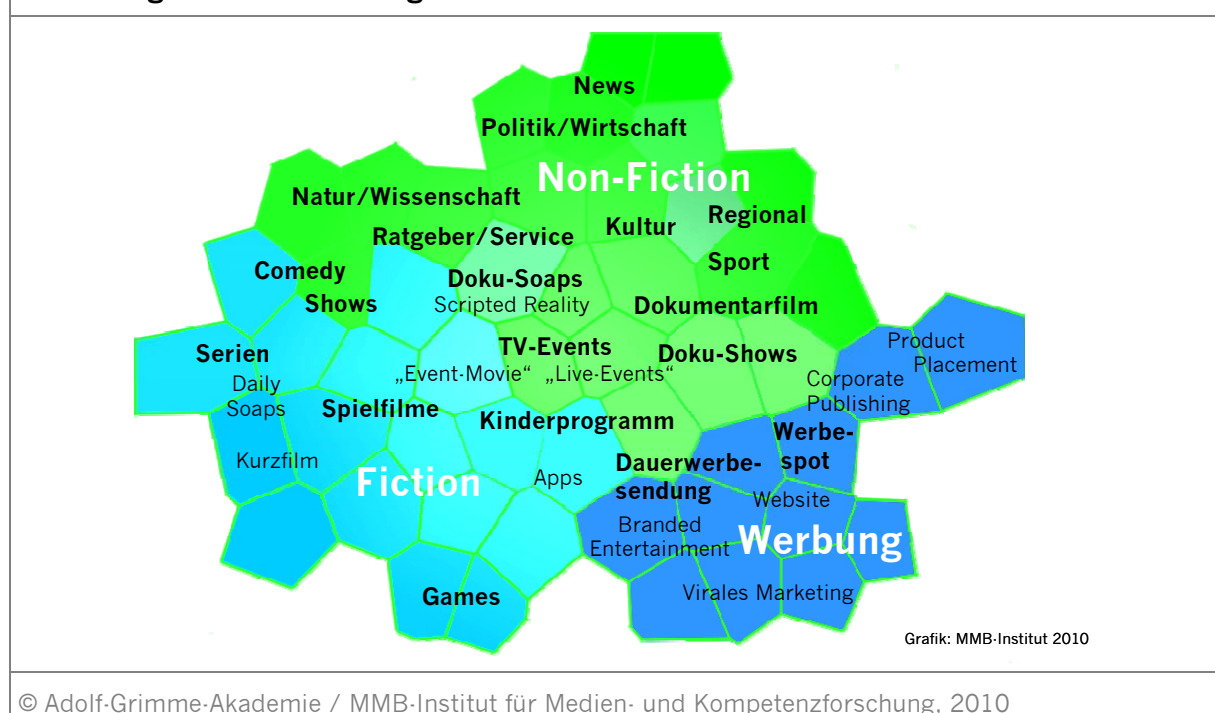 News
Politik/Wirtschaft
Non-Fiction
Natur/Wissenschaft
Regional
Kultur
Ratgeber/Service
Sport
Comedy
Doku-Soaps
Shows
Scripted Reality
Dokumentarfilm
Product
Placement
Serien
TV-Events
Doku-Shows
„Event-Movie“ „Live-Events“
Corporate
Publishing
Daily
Soaps
Spielfilme
Kinderprogramm
Werbe-
spot
Kurzfilm
Fiction
Apps
Dauerwerbe-
sendung
Website
Branded
Entertainment
Werbung
Games
Virales Marketing
Grafik: MMB-Institut 2010
© Adolf-Grimme-Akademie / MMB-Institut für Medien- und Kompetenzforschung, 2010